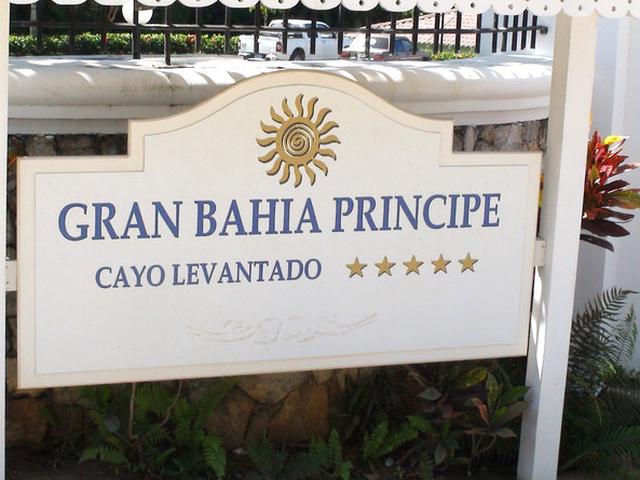 GRAN BAHIA PRINCIPE
CAYO LEVANTADO ★★★★★